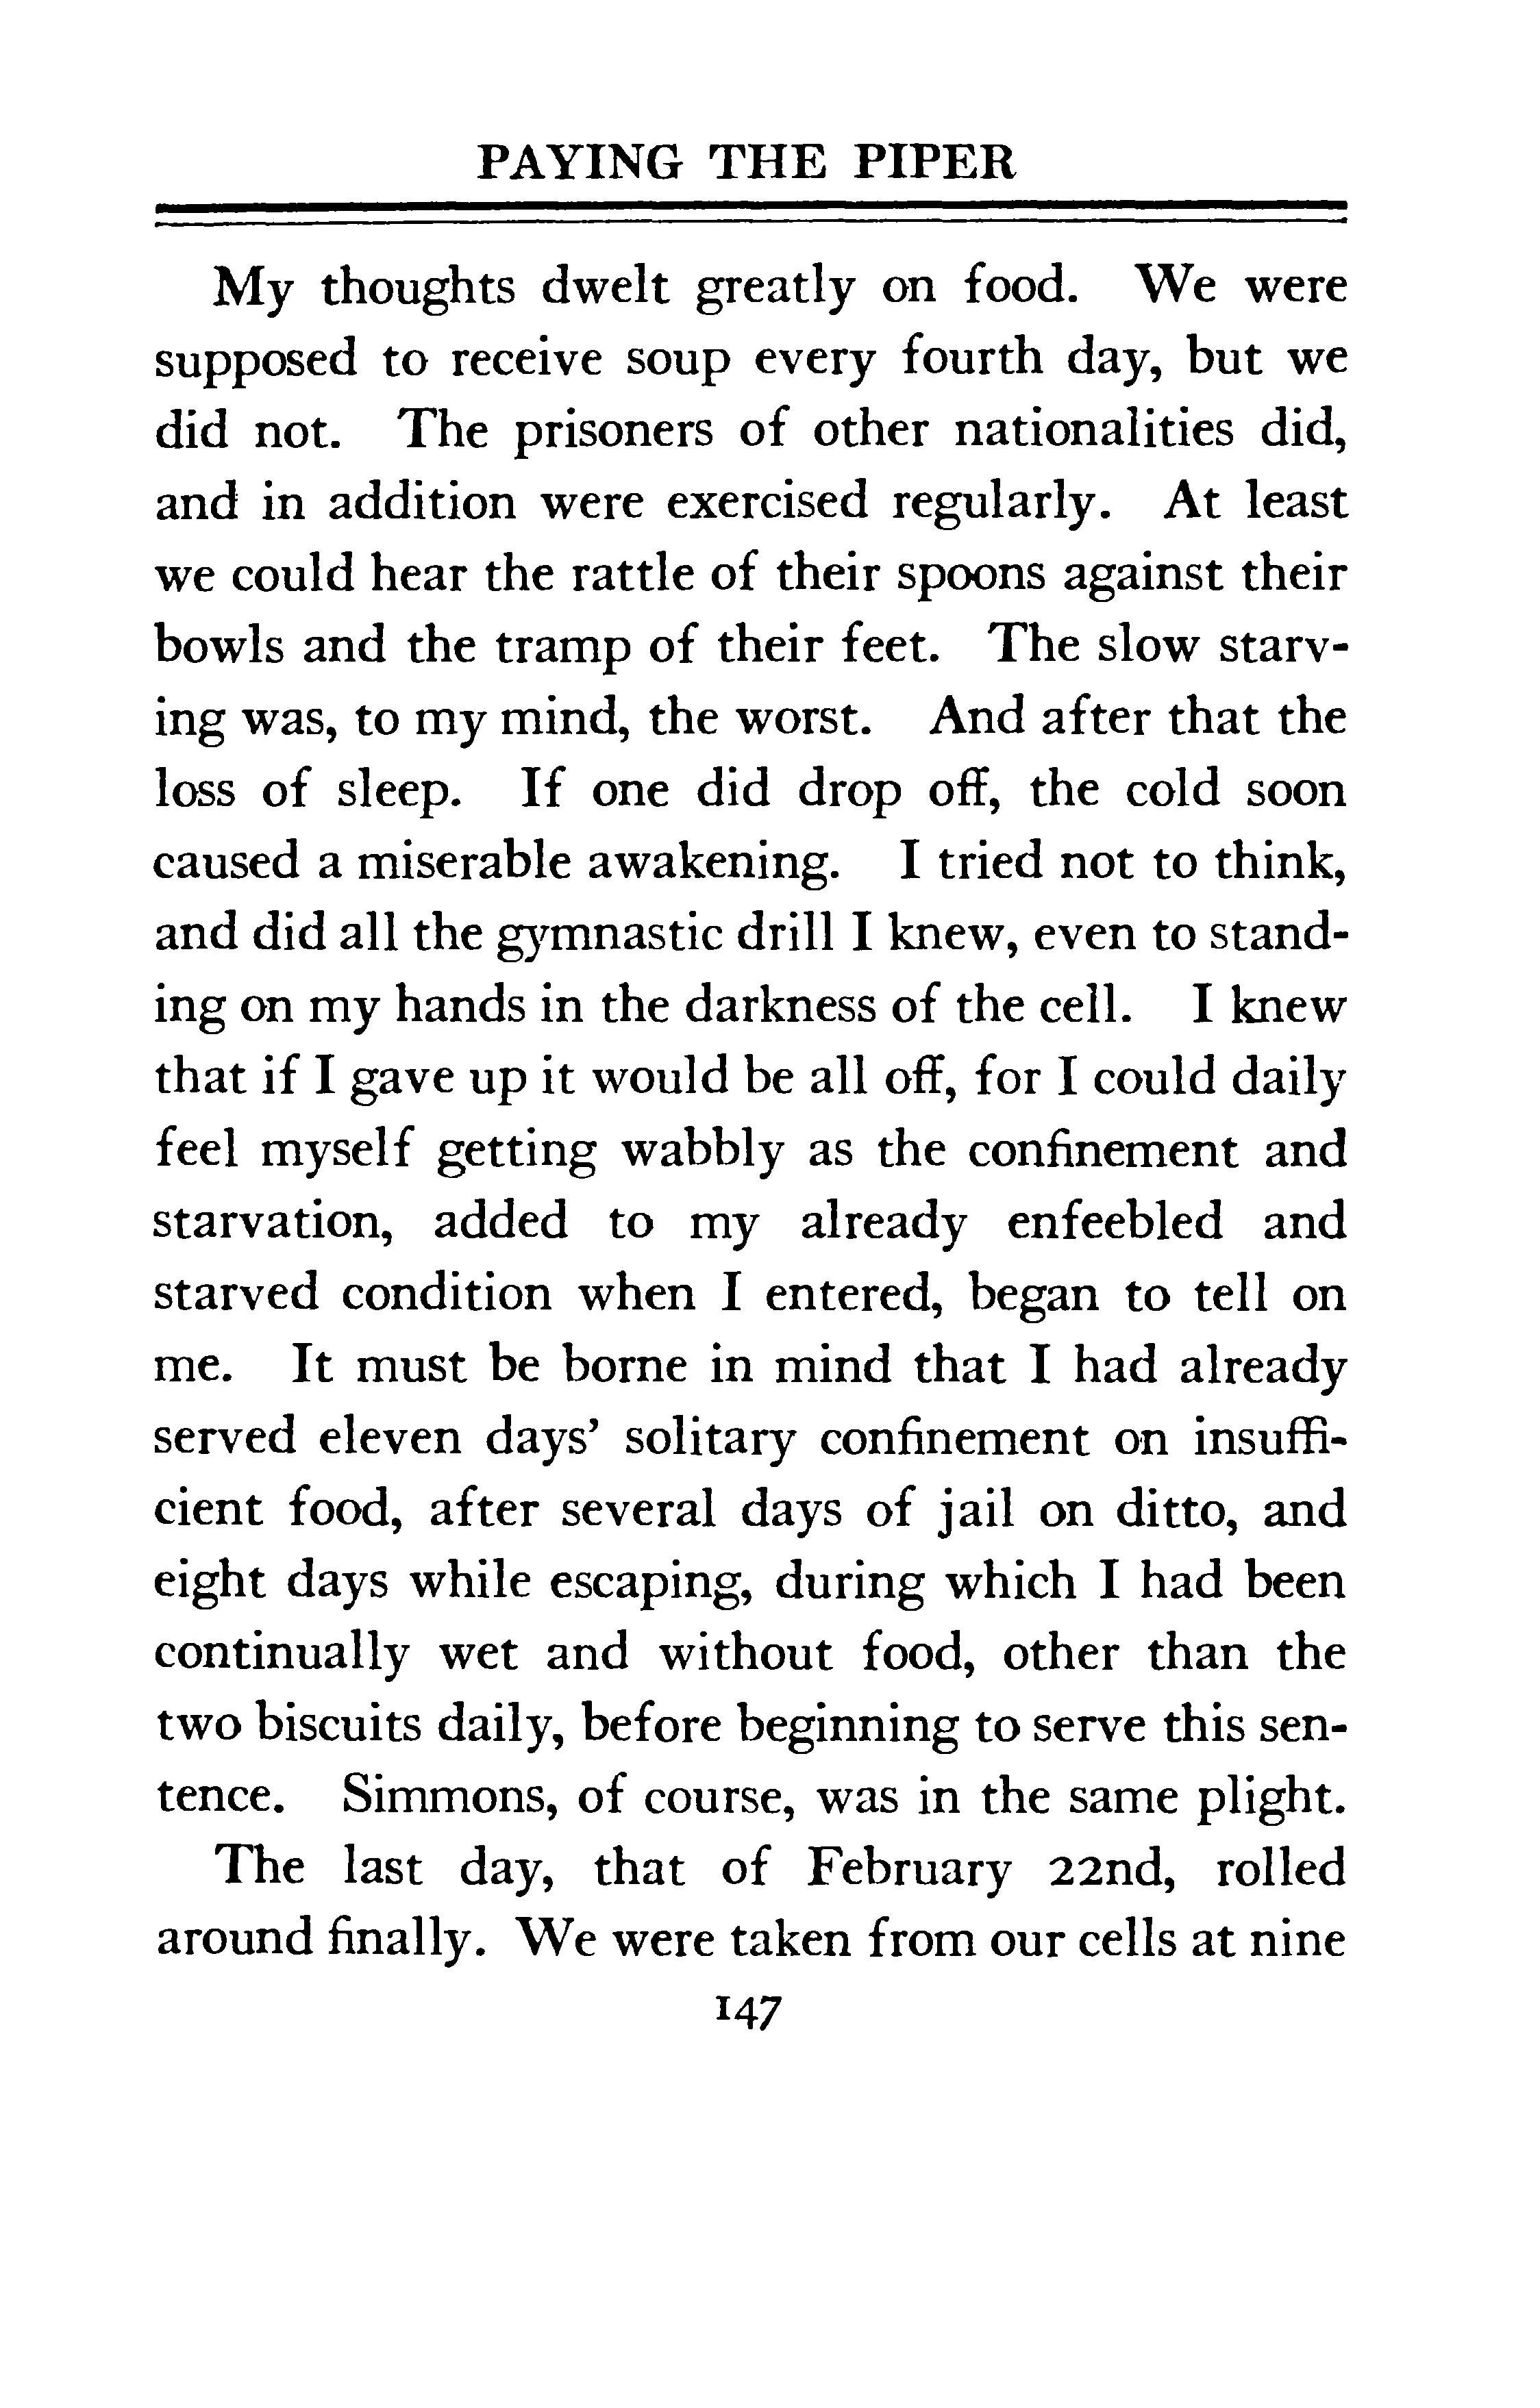 PAYING THE PIPER
My thoughts dwelt greatly on food. We were
supposed to receive soup every fourth day, but we
did not. The prisoners of other nationalities did,
and in addition were exercised regularly. At least
we could hear the rattle of their spoons against their
bowls and the tramp of their feet. The slow starv-
ing was, to my mind, the worst. And after that the
loss of sleep. If one did drop off, the cold soon
caused a miserable awakening. I tried not to think,
and did all the gymnastic drill I knew, even to stand-
ing on my hands in the darkness of the cell. I knew
that if I gave up it would be all off, for I could daily
feel myself getting wabbly as the confinement and
starvation, added to my already enfeebled and
starved condition when I entered, began to tell on
me. It must be borne in mind that I had already
served eleven days’ solitary confinement on insuffi-
cient food, after several days of jail on ditto, and
eight days while escaping, during which I had been
continually wet and without food, other than the
two biscuits daily, before beginning to serve this sen-
tence. Simmons, of course, was in the same plight.
The last day, that of February 22nd, rolled
around finally. We were taken from our cells at nine
147